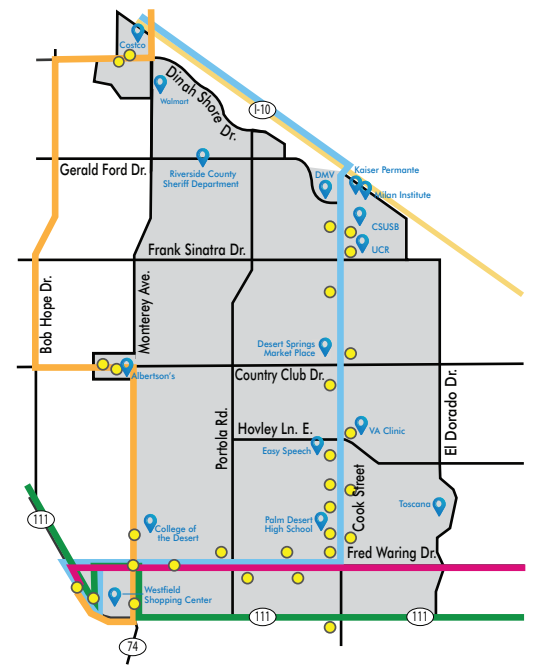 Costco
Walmart
Dinah Shore Dr.
I-10
Gerald Ford Dr.
Riverside County
Sheriff Department
DMV
Kaiser Permante
Milan Institute
CSUSB
UCR
Frank Sinatra Dr.
Bob Hope Dr.
Monterey Ave.
Desert Springs
Market Place
Albertson's
Country Club Dr.
Portola Rd.
Hovley Ln. E.
El Dorado Dr.
VA Clinic
Easy Speech
Cook Street
Toscana
111
College of
the Desert
Palm Desert
High School
Fred Waring Dr.
Westfield
Shopping Center
111
111
74